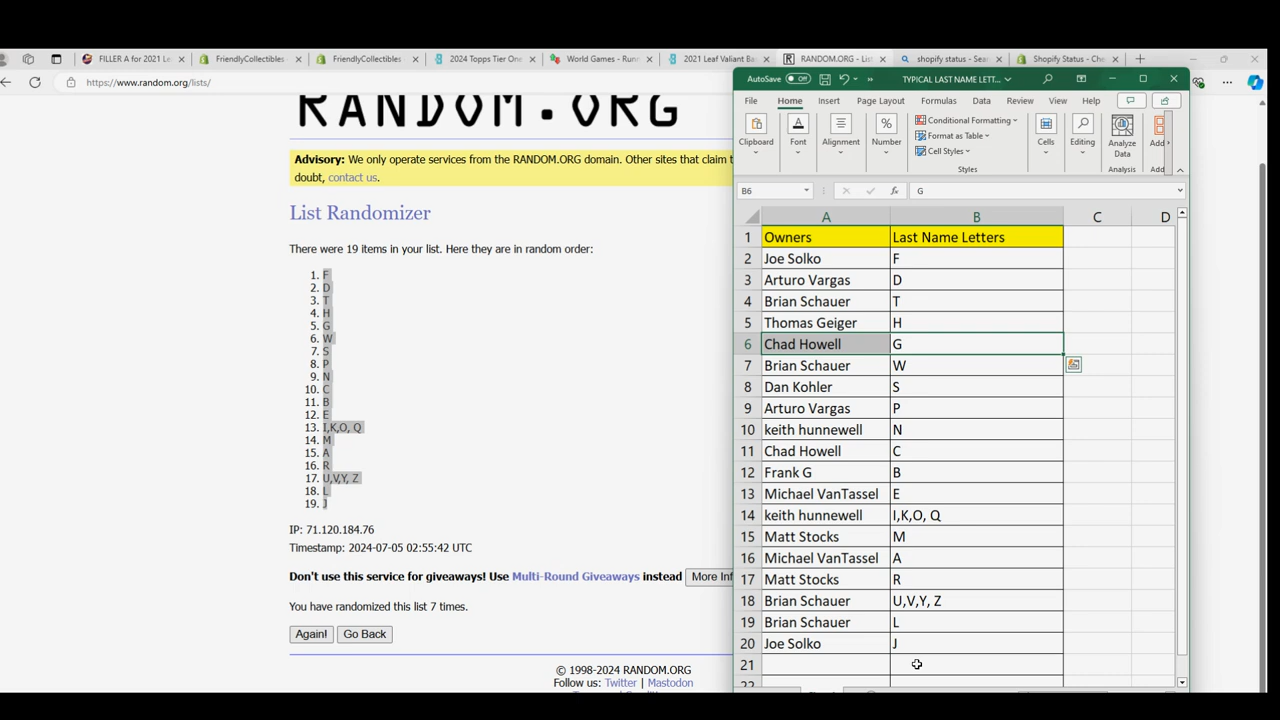 FILLER A for 2021 Le
FriendlyCollectibles
FriendlyCollectibles
2024 Topps Tier One
World Games - Runn
2021 Leaf Valiant Ba
RANDOM.ORG - List
shopify status - Sear
Shopify Status - Che
https://www.random.org/lists/
RANDOM.ORG
Advisory: We only operate services from the RANDOM.ORG domain. Other sites that claim t
doubt, contact us.
List Randomizer
There were 19 items in your list. Here they are in random order:
1. F
2. D
3. T
4. H
5. G
6. W
7. S
8. P
9. N
10. C
11. B
12. E
13. I,K,O, Q
14. M
15. A
16. R
17. U,V,Y, Z
18. L
19. J
IP: 71.120.184.76
Timestamp: 2024-07-05 02:55:42 UTC
Don't use this service for giveaways! Use Multi-Round Giveaways instead More Inf
You have randomized this list 7 times.
Again! Go Back
© 1998-2024 RANDOM.ORG
Follow us: Twitter | Mastodon
AutoSave Off TYPICAL LAST NAME LETT...
File Home Insert Page Layout Formulas Data Review View Help
Clipboard Font Alignment Number
Conditional Formatting
Format as Table
Cell Styles
Styles
Cells Editing
Analyze
Data
Analysis
Add
Add
B6 fx G
A B C D
1 Owners Last Name Letters
2 Joe Solko F
3 Arturo Vargas D
4 Brian Schauer T
5 Thomas Geiger H
6 Chad Howell G
7 Brian Schauer W
8 Dan Kohler S
9 Arturo Vargas P
10 keith hunnewell N
11 Chad Howell C
12 Frank G B
13 Michael VanTassel E
14 keith hunnewell I,K,O, Q
15 Matt Stocks M
16 Michael VanTassel A
17 Matt Stocks R
18 Brian Schauer U,V,Y, Z
19 Brian Schauer L
20 Joe Solko J
21
22